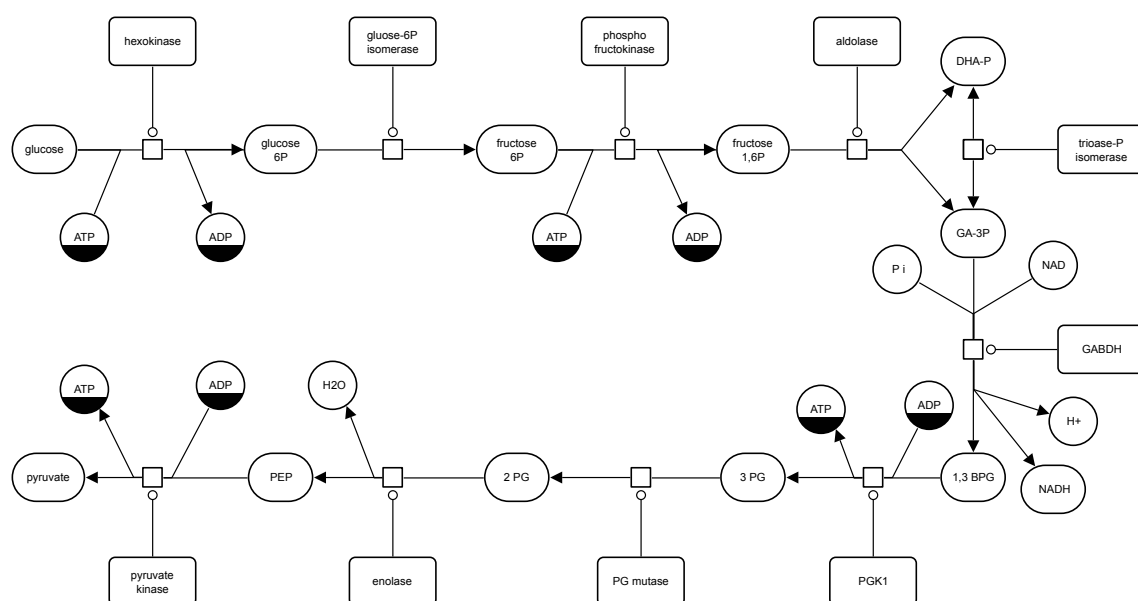 hexokinase
gluose-6P
isomerase
phospho
fructokinase
aldolase
DHA-P
glucose
glucose
6P
fructose
6P
fructose
1,6P
trioase-P
isomerase
ATP
ADP
ATP
ADP
GA-3P
P i
NAD
GABDH
ATP
ADP
H2O
ATP
ADP
H+
pyruvate
PEP
2 PG
3 PG
1,3 BPG
NADH
pyruvate
kinase
enolase
PG mutase
PGK1